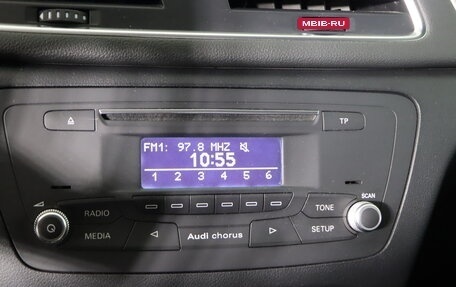 MEIB-RU
TP
FM1: 97.8 MHZ
10:55
1 2 3 4 5 6
SCAN
RADIO
TONE
MEDIA
Audi chorus
SETUP